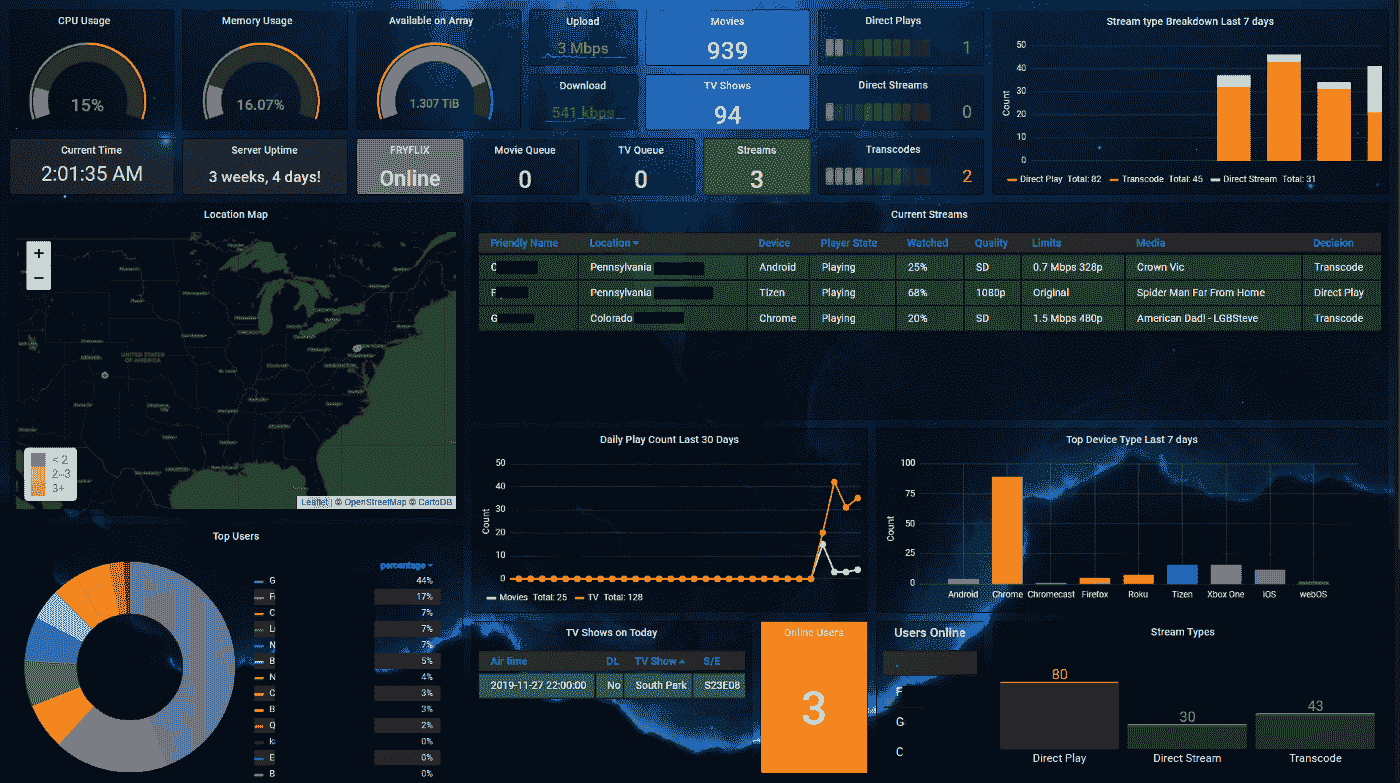 CPU Usage
15%
Memory Usage
16.07%
Available on Array
1.307 TiB
Upload
3 Mbps
Download
541 kbps
Movies
939
TV Shows
94
Direct Plays
1
Direct Streams
0
Transcodes
2
Stream type Breakdown Last 7 days
50
40
30
20
10
0
Count
Direct Play Total: 82 Transcode Total: 45 Direct Stream Total: 31
Current Time
2:01:35 AM
Server Uptime
3 weeks, 4 days!
FRYFLIX
Online
Movie Queue
0
TV Queue
0
Streams
3
Location Map
+
−
UNITED STATES
OF AMERICA
< 2
2--3
3+
Leaflet | © OpenStreetMap © CartoDB
Current Streams
Friendly Name Location Device Player State Watched Quality Limits Media Decision
C Pennsylvania Android Playing 25% SD 0.7 Mbps 328p Crown Vic Transcode
F Pennsylvania Tizen Playing 68% 1080p Original Spider Man Far From Home Direct Play
G Colorado Chrome Playing 20% SD 1.5 Mbps 480p American Dad! - LGBSteve Transcode
Daily Play Count Last 30 Days
50
40
30
20
10
0
Count
Movies Total: 25 TV Total: 128
Top Device Type Last 7 days
100
75
50
25
0
Count
Android Chrome Chromecast Firefox Roku Tizen Xbox One iOS webOS
Top Users
percentage
G 44%
F 17%
C 7%
L 7%
N 7%
B 5%
N 4%
C 3%
B 3%
Q 2%
k 0%
E 0%
B 0%
TV Shows on Today
Air time DL TV Show S/E
2019-11-27 22:00:00 No South Park S23E08
Online Users
3
Users Online
F
G
C
Stream Types
80
Direct Play
30
Direct Stream
43
Transcode